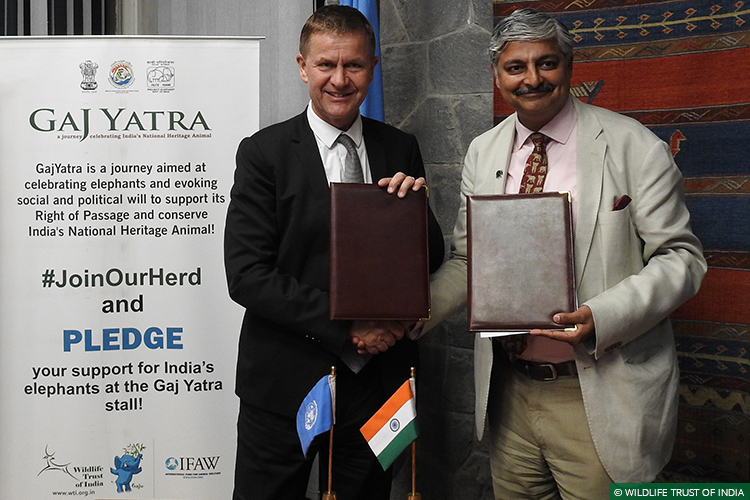 GAJ YATRA
a journey celebrating India's National Heritage Animal
GajYatra is a journey aimed at
celebrating elephants and evoking
social and political will to support its
Right of Passage and conserve
India's National Heritage Animal!
#JoinOurHerd
and
PLEDGE
your support for India's
elephants at the Gaj Yatra
stall!
Wildlife
Trust
of India
www.wti.org.in
Gaju
IFAW
© WILDLIFE TRUST OF INDIA